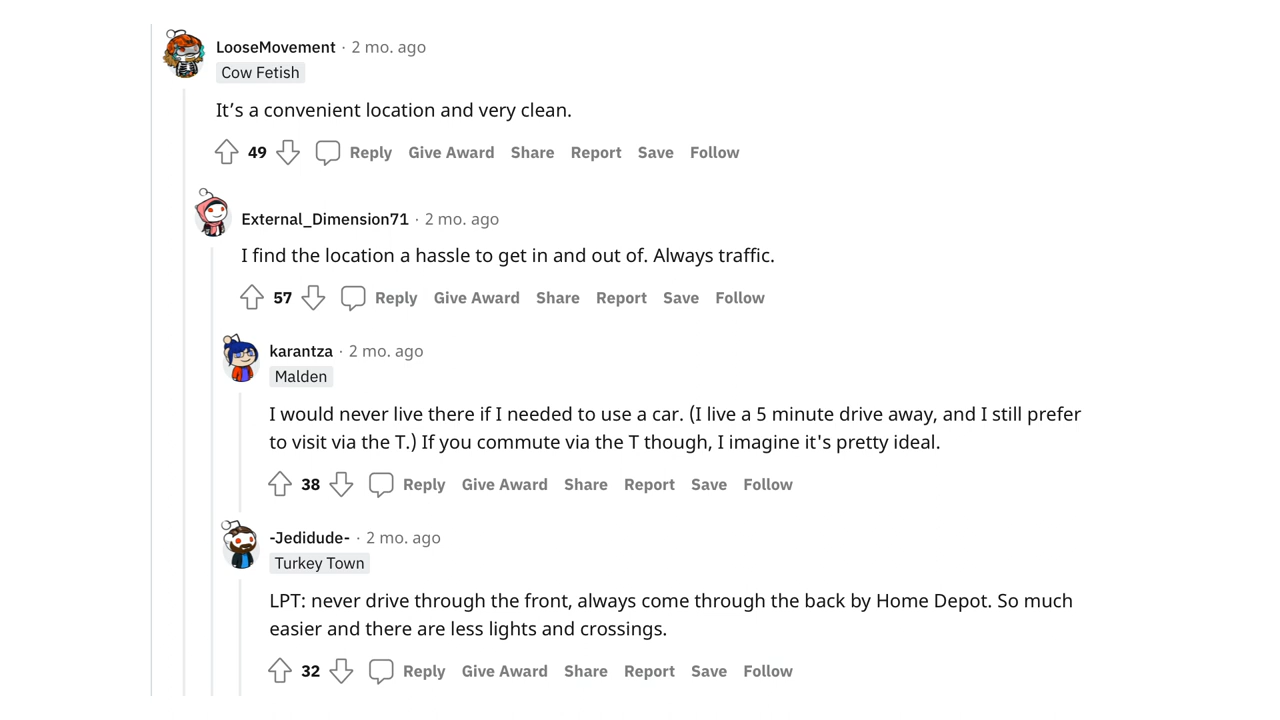 LooseMovement · 2 mo. ago
Cow Fetish
It’s a convenient location and very clean.
49 Reply Give Award Share Report Save Follow
External_Dimension71 · 2 mo. ago
I find the location a hassle to get in and out of. Always traffic.
57 Reply Give Award Share Report Save Follow
karantza · 2 mo. ago
Malden
I would never live there if I needed to use a car. (I live a 5 minute drive away, and I still prefer
to visit via the T.) If you commute via the T though, I imagine it's pretty ideal.
38 Reply Give Award Share Report Save Follow
-Jedidude- · 2 mo. ago
Turkey Town
LPT: never drive through the front, always come through the back by Home Depot. So much
easier and there are less lights and crossings.
32 Reply Give Award Share Report Save Follow